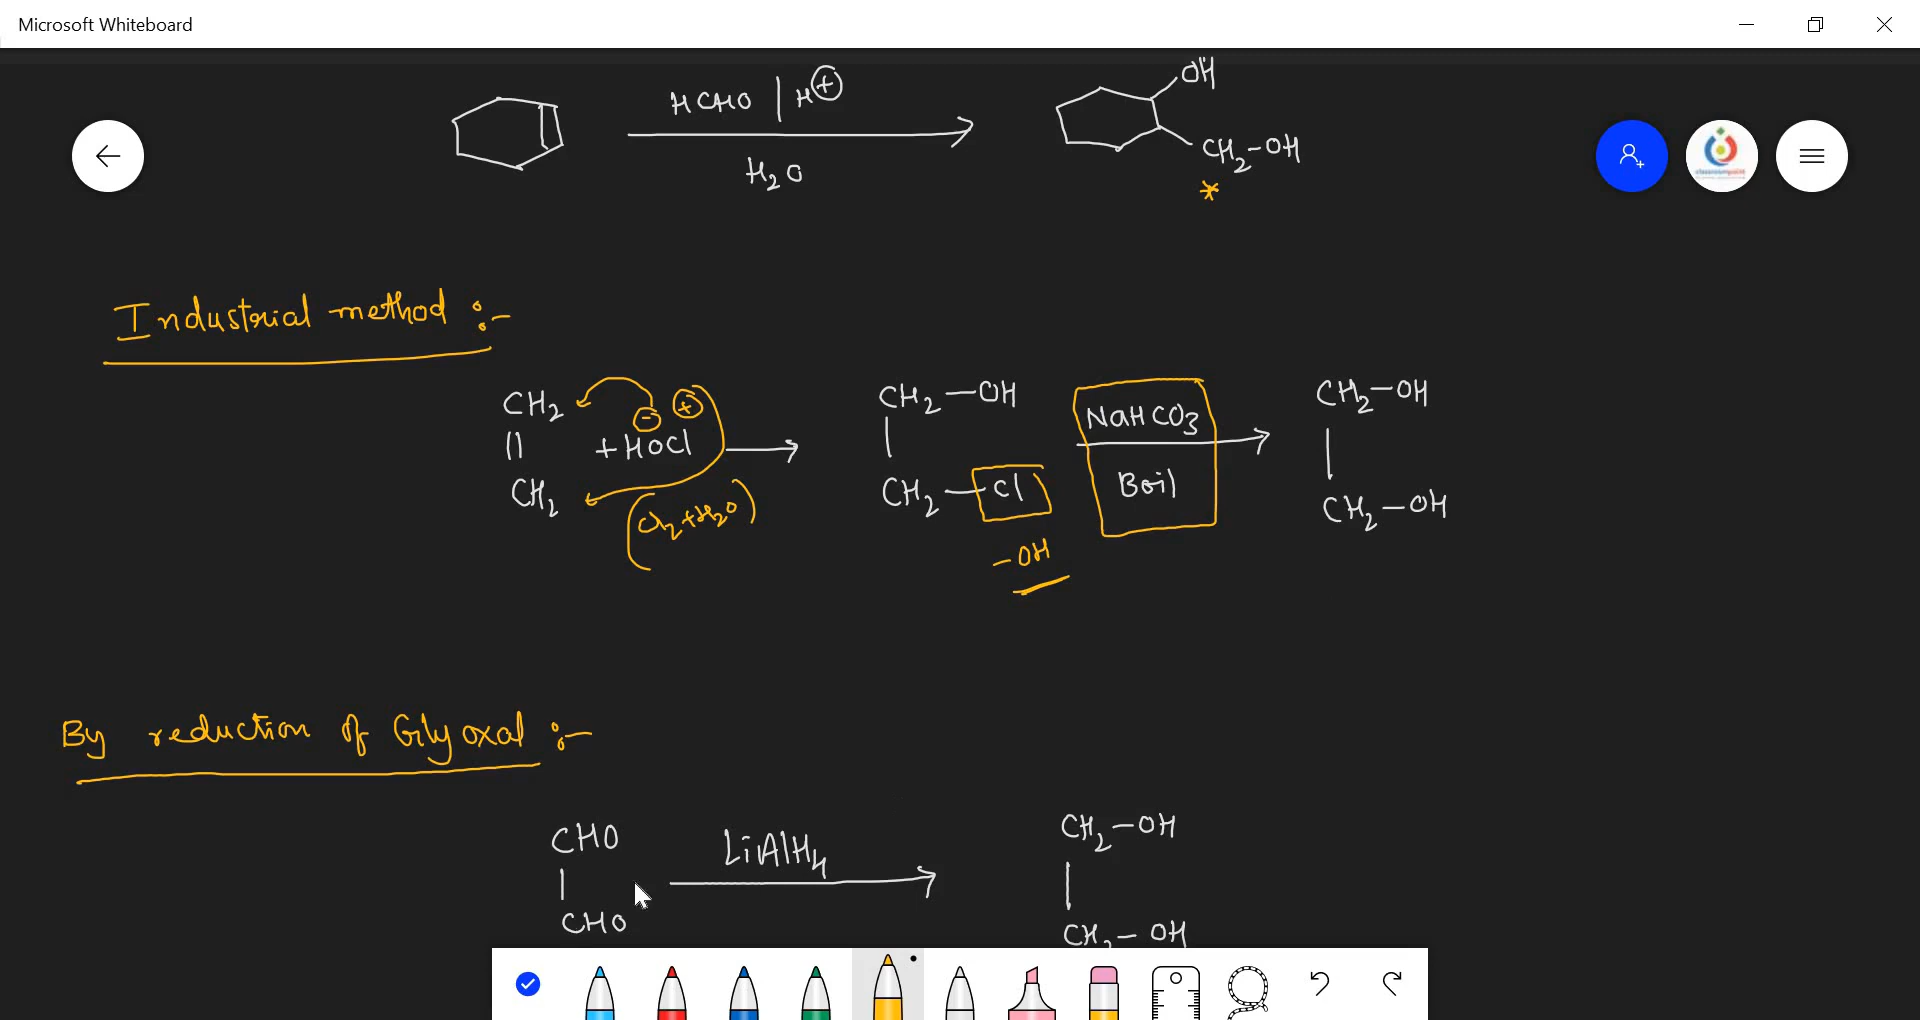 Microsoft Whiteboard
HCHO | H⊕
H2O
OH
CH2-OH
*
Industrial method :-
CH2
||
CH2
+ HOCl
⊖ ⊕
(Cl2+H2O)
CH2-OH
|
CH2-Cl
-OH
NaHCO3
Boil
CH2-OH
|
CH2-OH
By reduction of Glyoxal :-
CHO
|
CHO
LiAlH4
CH2-OH
|
CH2-OH